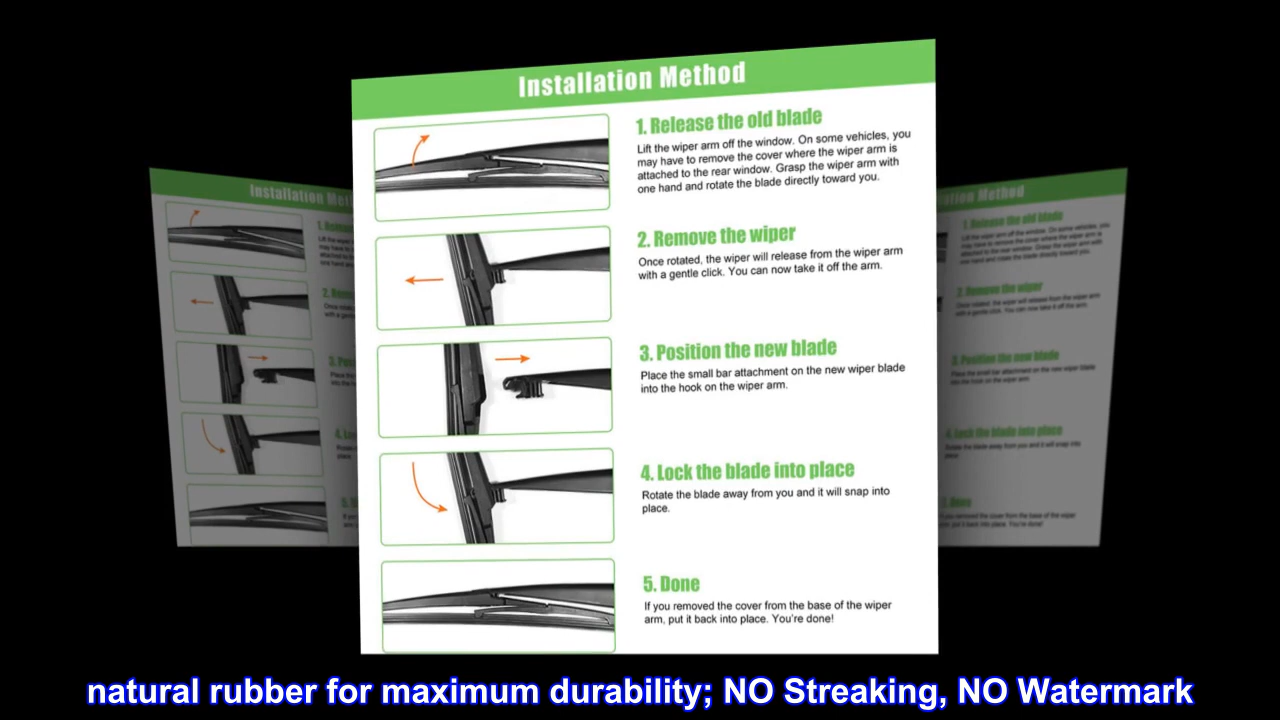 Installation Method
1. Release the old blade
Lift the wiper arm off the window. On some vehicles, you
may have to remove the cover where the wiper arm is
attached to the rear window. Grasp the wiper arm with
one hand and rotate the blade directly toward you.
2. Remove the wiper
Once rotated, the wiper will release from the wiper arm
with a gentle click. You can now take it off the arm.
3. Position the new blade
Place the small bar attachment on the new wiper blade
into the hook on the wiper arm.
4. Lock the blade into place
Rotate the blade away from you and it will snap into
place.
5. Done
If you removed the cover from the base of the wiper
arm, put it back into place. You're done!
natural rubber for maximum durability; NO Streaking, NO Watermark